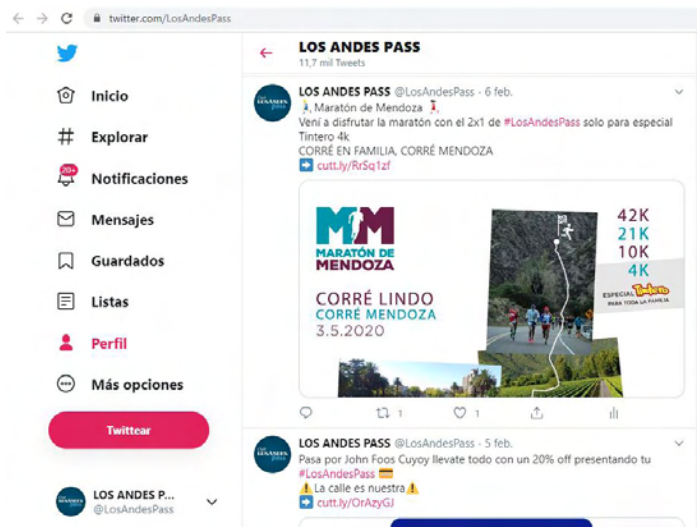 twitter.com/LosAndesPass
LOS ANDES PASS
11,7 mil Tweets
Inicio
Explorar
20+
Notificaciones
Mensajes
Guardados
Listas
Perfil
Más opciones
Twittear
LOS ANDES P...
@LosAndesPass
LOS ANDES PASS @LosAndesPass - 6 feb.
Maratón de Mendoza
Vení a disfrutar la maratón con el 2x1 de #LosAndesPass solo para especial
Tintero 4k
CORRÉ EN FAMILIA, CORRÉ MENDOZA
cutt.ly/RrSq1zf
MM
MARATÓN DE
MENDOZA
CORRÉ LINDO
CORRÉ MENDOZA
3.5.2020
42K
21K
10K
4K
ESPECIAL Tintero
PARA TODA LA FAMILIA
1
1
LOS ANDES PASS @LosAndesPass - 5 feb.
Pasa por John Foos Cuyoy llevate todo con un 20% off presentando tu
#LosAndesPass
La calle es nuestra
cutt.ly/OrAzyGJ